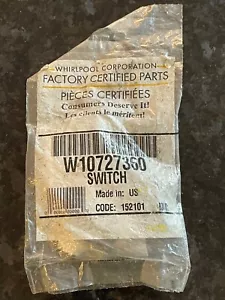 WHIRLPOOL CORPORATION
FACTORY CERTIFIED PARTS
PIÈCES CERTIFIÉES
Consumers Deserve It!
Les clients le méritent!
W10727360
SWITCH
Made in: US
CODE: 152101